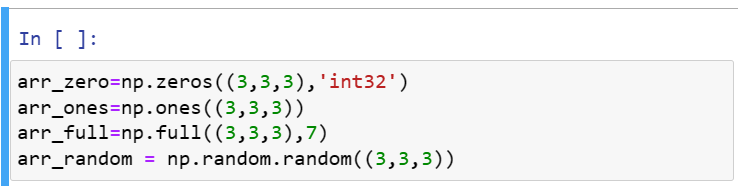 In [ ]:
arr_zero=np.zeros((3,3,3),'int32')
arr_ones=np.ones((3,3,3))
arr_full=np.full((3,3,3),7)
arr_random = np.random.random((3,3,3))